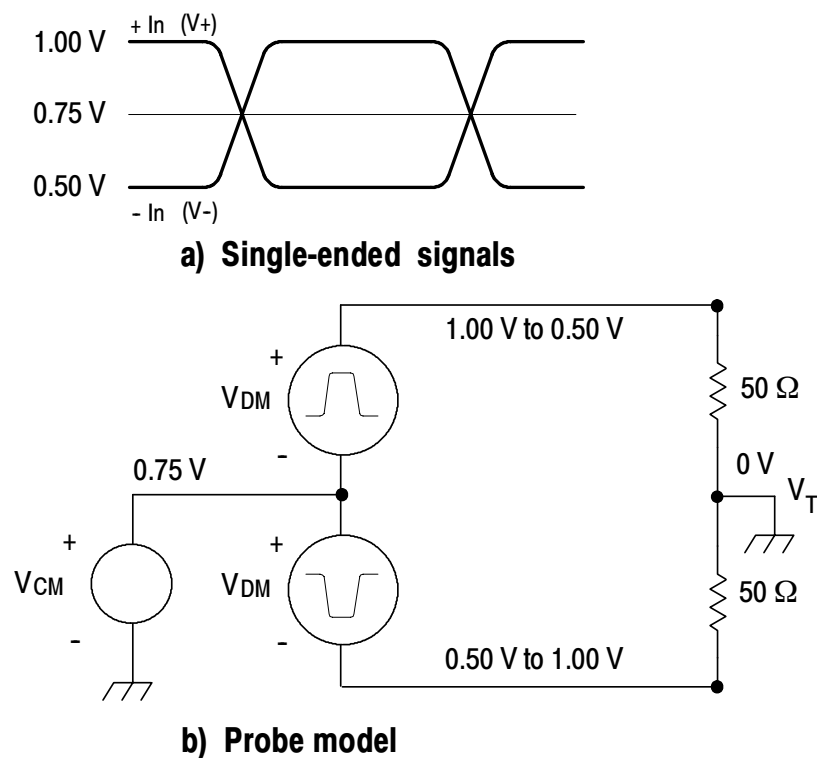 1.00 V
+ In (V+)
0.75 V
0.50 V
- In (V-)
a) Single-ended signals
1.00 V to 0.50 V
+
VDM
50 Ω
-
0.75 V
0 V
VT
+
+
VCM
VDM
50 Ω
-
-
0.50 V to 1.00 V
b) Probe model